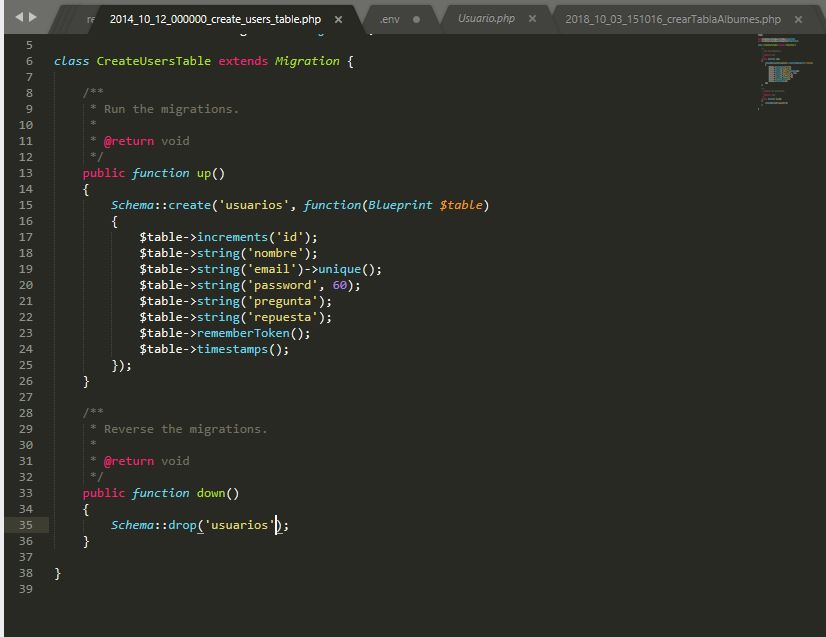 2014_10_12_000000_create_users_table.php × .env Usuario.php × 2018_10_03_151016_crearTablaAlbumes.php ×
5
6 class CreateUsersTable extends Migration {
7
8 /**
9 * Run the migrations.
10 *
11 * @return void
12 */
13 public function up()
14 {
15 Schema::create('usuarios', function(Blueprint $table)
16 {
17 $table->increments('id');
18 $table->string('nombre');
19 $table->string('email')->unique();
20 $table->string('password', 60);
21 $table->string('pregunta');
22 $table->string('repuesta');
23 $table->rememberToken();
24 $table->timestamps();
25 });
26 }
27
28 /**
29 * Reverse the migrations.
30 *
31 * @return void
32 */
33 public function down()
34 {
35 Schema::drop('usuarios');
36 }
37
38 }
39